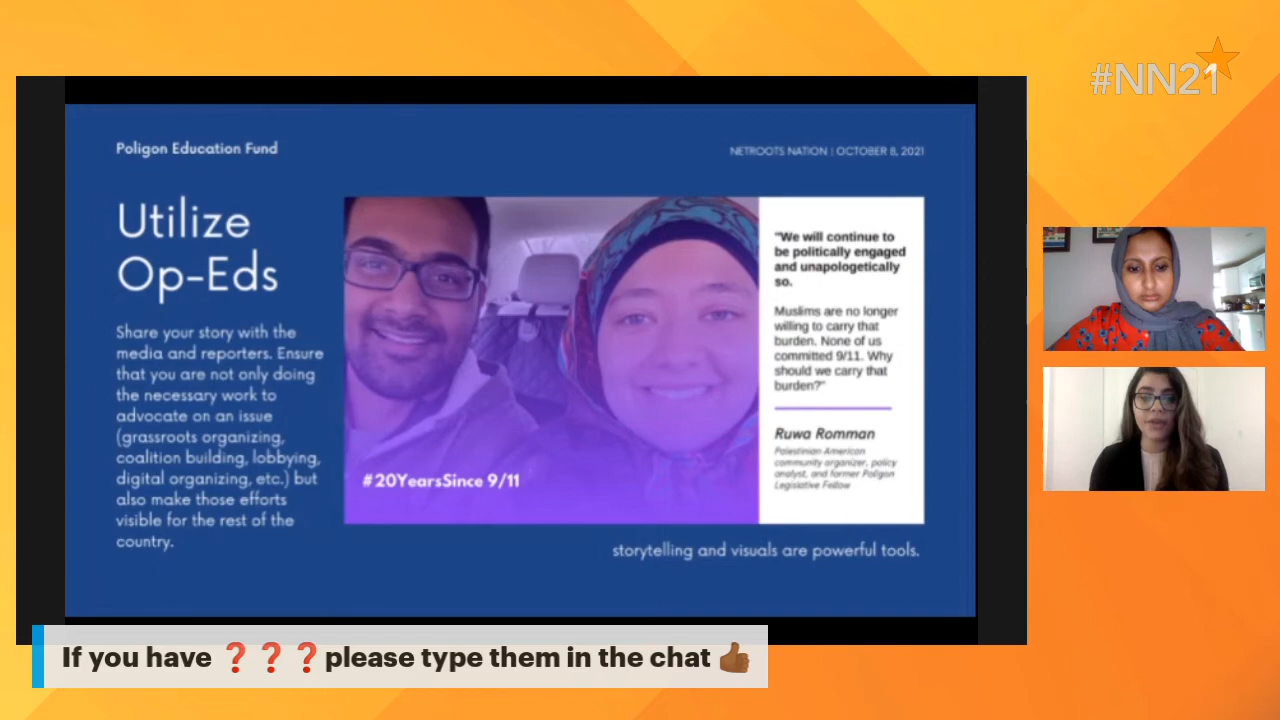 #NN21
Poligon Education Fund
NETROOTS NATION | OCTOBER 8, 2021
Utilize
Op-Eds
Share your story with the
media and reporters. Ensure
that you are not only doing
the necessary work to
advocate on an issue
(grassroots organizing,
coalition building, lobbying,
digital organizing, etc.) but
also make those efforts
visible for the rest of the
country.
#20YearsSince 9/11
"We will continue to
be politically engaged
and unapologetically
so.
Muslims are no longer
willing to carry that
burden. None of us
committed 9/11. Why
should we carry that
burden?"
Ruwa Romman
Palestinian-American
community organizer, policy
analyst, and former Poligon
Legislative Fellow
storytelling and visuals are powerful tools.
If you have ❓❓❓please type them in the chat 👍🏾